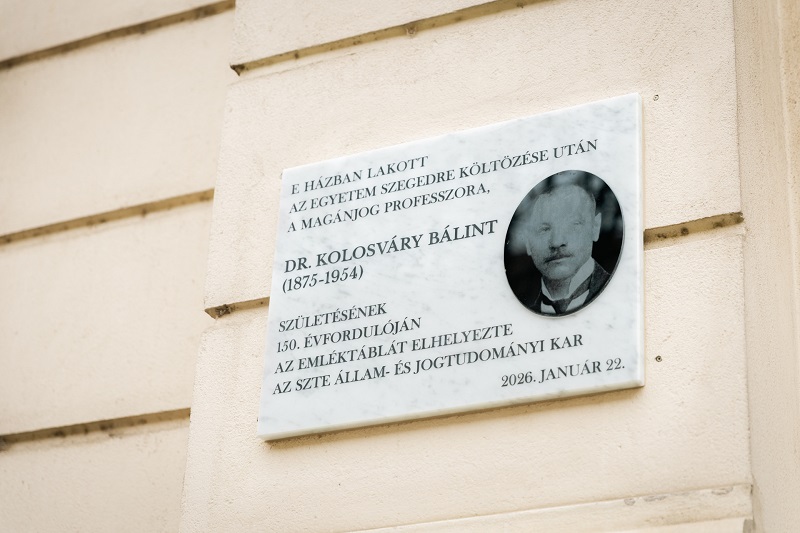 E HÁZBAN LAKOTT
AZ EGYETEM SZEGEDRE KÖLTÖZÉSE UTÁN
A MAGÁNJOG PROFESSZORA,
DR. KOLOSVÁRY BÁLINT
(1875-1954)
SZÜLETÉSÉNEK
150. ÉVFORDULÓJÁN
AZ EMLÉKTÁBLÁT ELHELYEZTE
AZ SZTE ÁLLAM- ÉS JOGTUDOMÁNYI KAR
2026. JANUÁR 22.